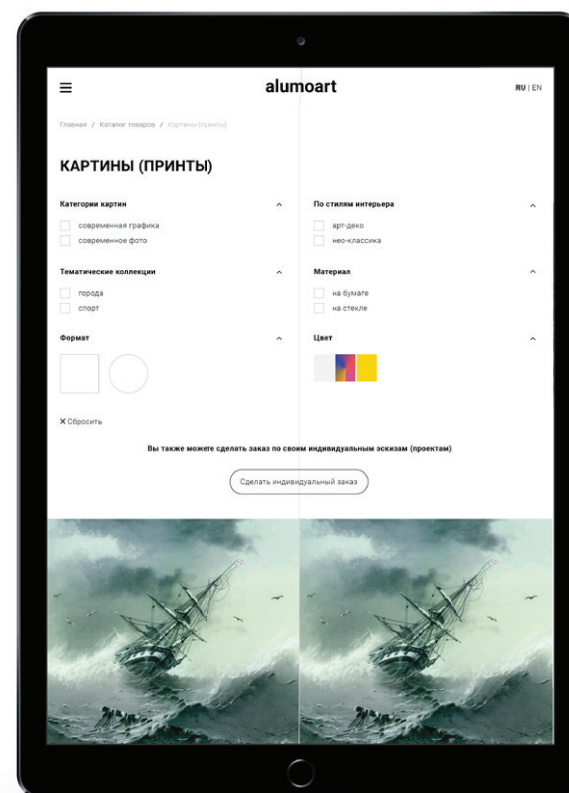 alumoart
RU | EN
Главная / Каталог товаров / Картины (принты)
КАРТИНЫ (ПРИНТЫ)
Категории картин
современная графика
современное фото
По стилям интерьера
арт-деко
нео-классика
Тематические коллекции
города
спорт
Материал
на бумаге
на стекле
Формат
Цвет
✕ Сбросить
Вы также можете сделать заказ по своим индивидуальным эскизам (проектам)
Сделать индивидуальный заказ